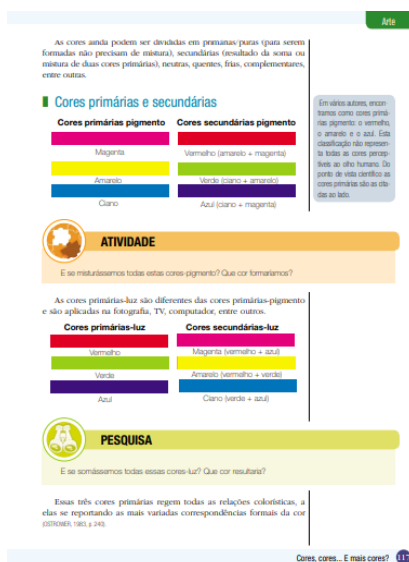 Arte
As cores ainda podem ser divididas em primárias/puras (para serem
formadas não precisam de mistura), secundárias (resultado da soma ou
mistura de duas cores primárias), neutras, quentes, frias, complementares,
entre outras.
Cores primárias e secundárias
Cores primárias pigmento
Magenta
Amarelo
Ciano
Cores secundárias pigmento
Vermelho (amarelo + magenta)
Verde (ciano + amarelo)
Azul (ciano + magenta)
Em vários autores, encon-
tramos como cores primá-
rias pigmento: o vermelho,
o amarelo e o azul. Esta
classificação não represen-
ta todas as cores percep-
tíveis ao olho humano. Do
ponto de vista científico as
cores primárias são as cita-
das ao lado.
ATIVIDADE
E se misturássemos todas estas cores-pigmento? Que cor formaríamos?
As cores primárias-luz são diferentes das cores primárias-pigmento
e são aplicadas na fotografia, TV, computador, entre outros.
Cores primárias-luz
Vermelho
Verde
Azul
Cores secundárias-luz
Magenta (vermelho + azul)
Amarelo (vermelho + verde)
Ciano (verde + azul)
PESQUISA
E se somássemos todas essas cores-luz? Que cor resultaria?
Essas três cores primárias regem todas as relações colorísticas, a
elas se reportando as mais variadas correspondências formais da cor
(OSTROWER, 1983, p. 240).
Cores, cores... E mais cores?
117